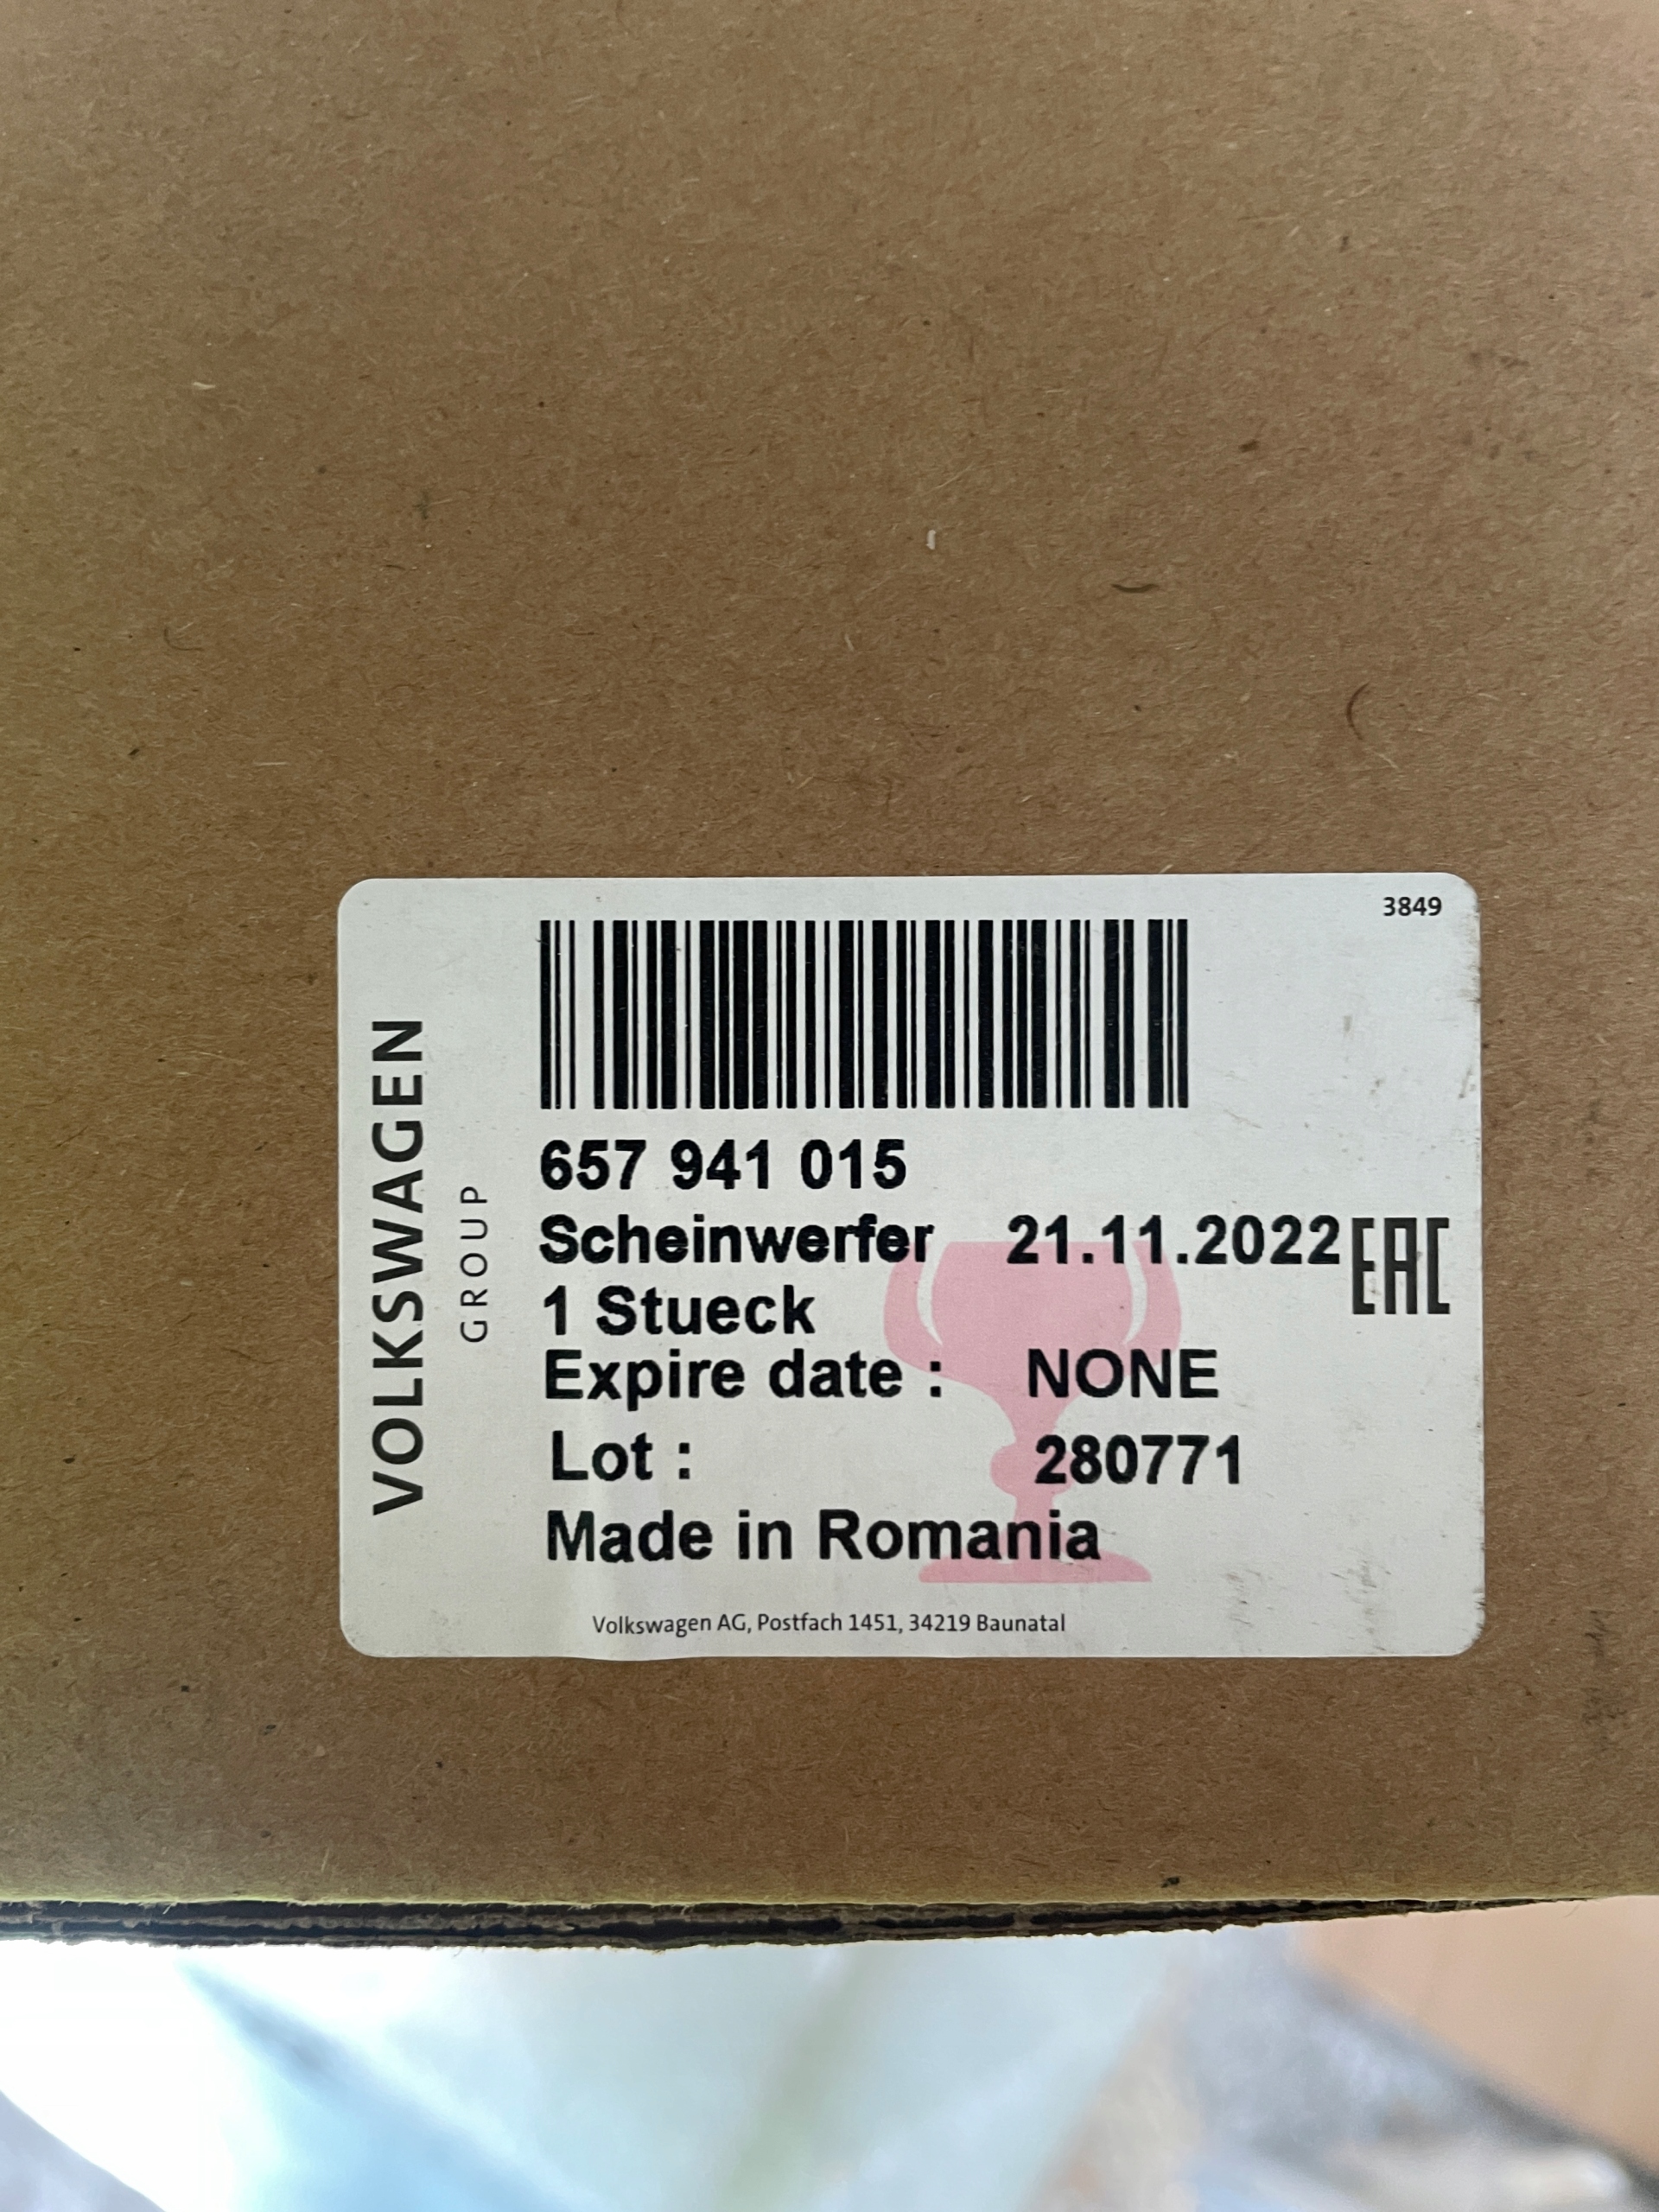 3849
VOLKSWAGEN
GROUP
657 941 015
Scheinwerfer 21.11.2022 EAC
1 Stueck
Expire date : NONE
Lot : 280771
Made in Romania
Volkswagen AG, Postfach 1451, 34219 Baunatal